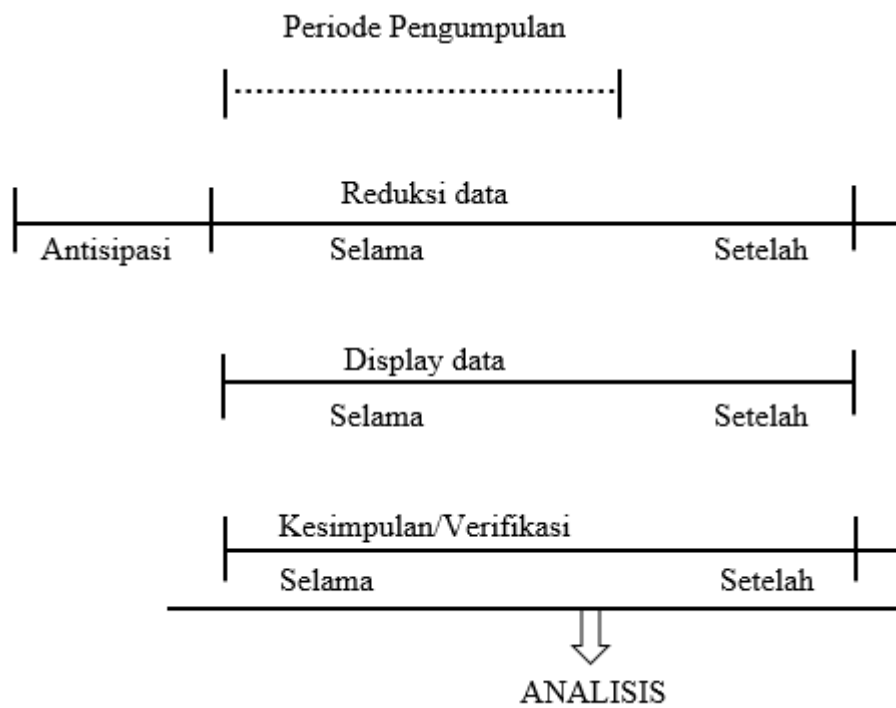 Periode Pengumpulan
Reduksi data
Antisipasi Selama Setelah
Display data
Selama Setelah
Kesimpulan/Verifikasi
Selama Setelah
ANALISIS